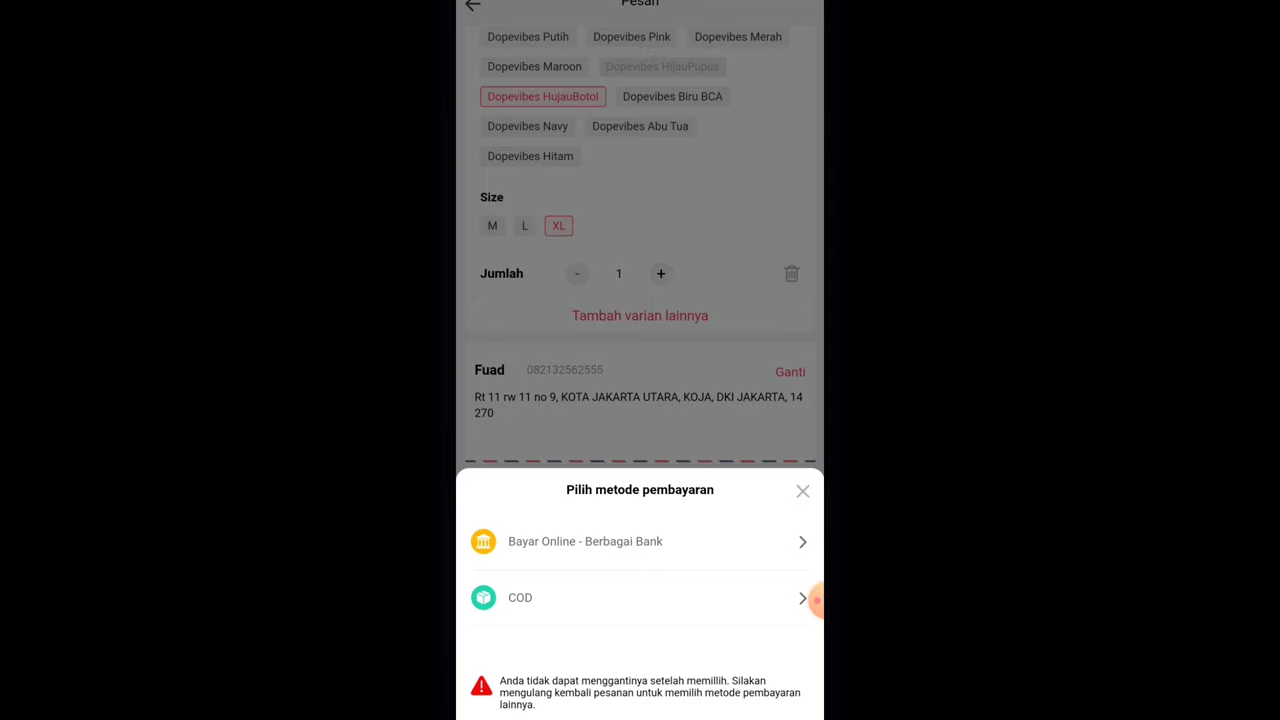 Pesan
Dopevibes Putih Dopevibes Pink Dopevibes Merah
Dopevibes Maroon Dopevibes HijauPupus
Dopevibes HujauBotol Dopevibes Biru BCA
Dopevibes Navy Dopevibes Abu Tua
Dopevibes Hitam
Size
M L XL
Jumlah - 1 +
Tambah varian lainnya
Fuad 082132562555 Ganti
Rt 11 rw 11 no 9, KOTA JAKARTA UTARA, KOJA, DKI JAKARTA, 14
270
Pilih metode pembayaran
Bayar Online - Berbagai Bank
COD
Anda tidak dapat menggantinya setelah memillih. Silakan
mengulang kembali pesanan untuk memilih metode pembayaran
lainnya.